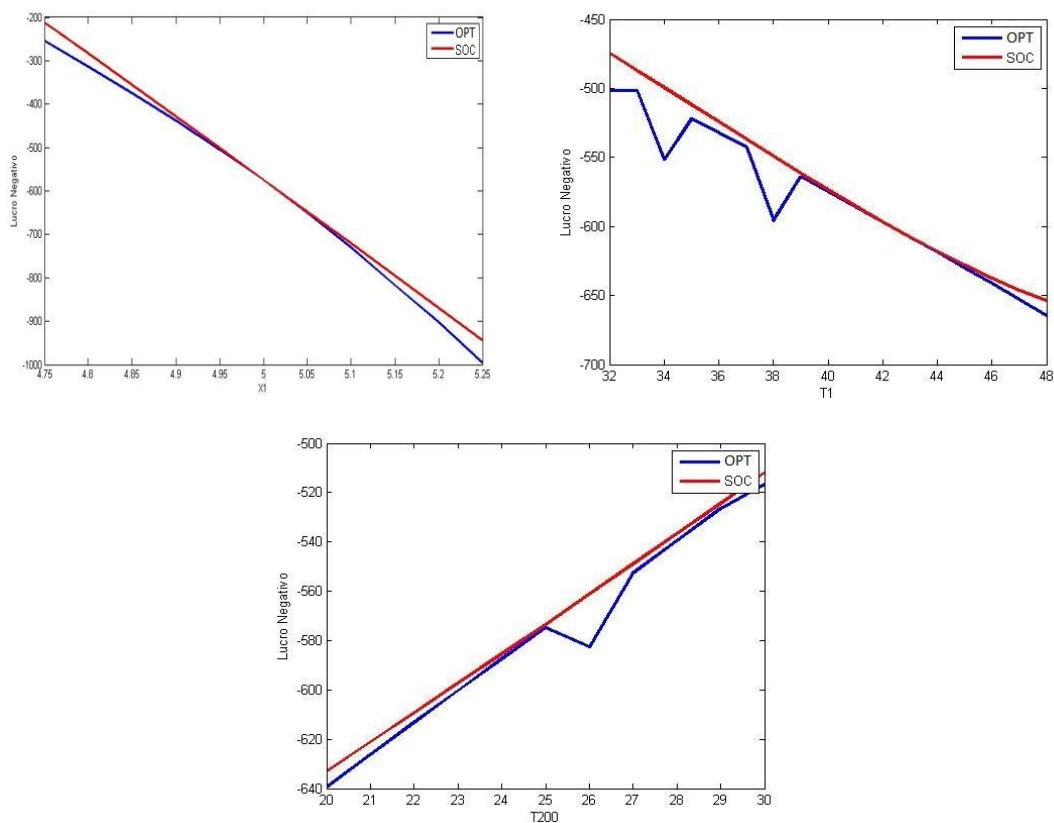 -200
-300
-400
-500
-600
-700
-800
-900
-1000
Lucro Negativo
4.75 4.8 4.85 4.9 4.95 5 5.05 5.1 5.15 5.2 5.25
X1
OPT
SOC
-450
-500
-550
-600
-650
-700
Lucro Negativo
32 34 36 38 40 42 44 46 48
T1
OPT
SOC
-500
-520
-540
-560
-580
-600
-620
-640
Lucro Negativo
20 21 22 23 24 25 26 27 28 29 30
T200
OPT
SOC